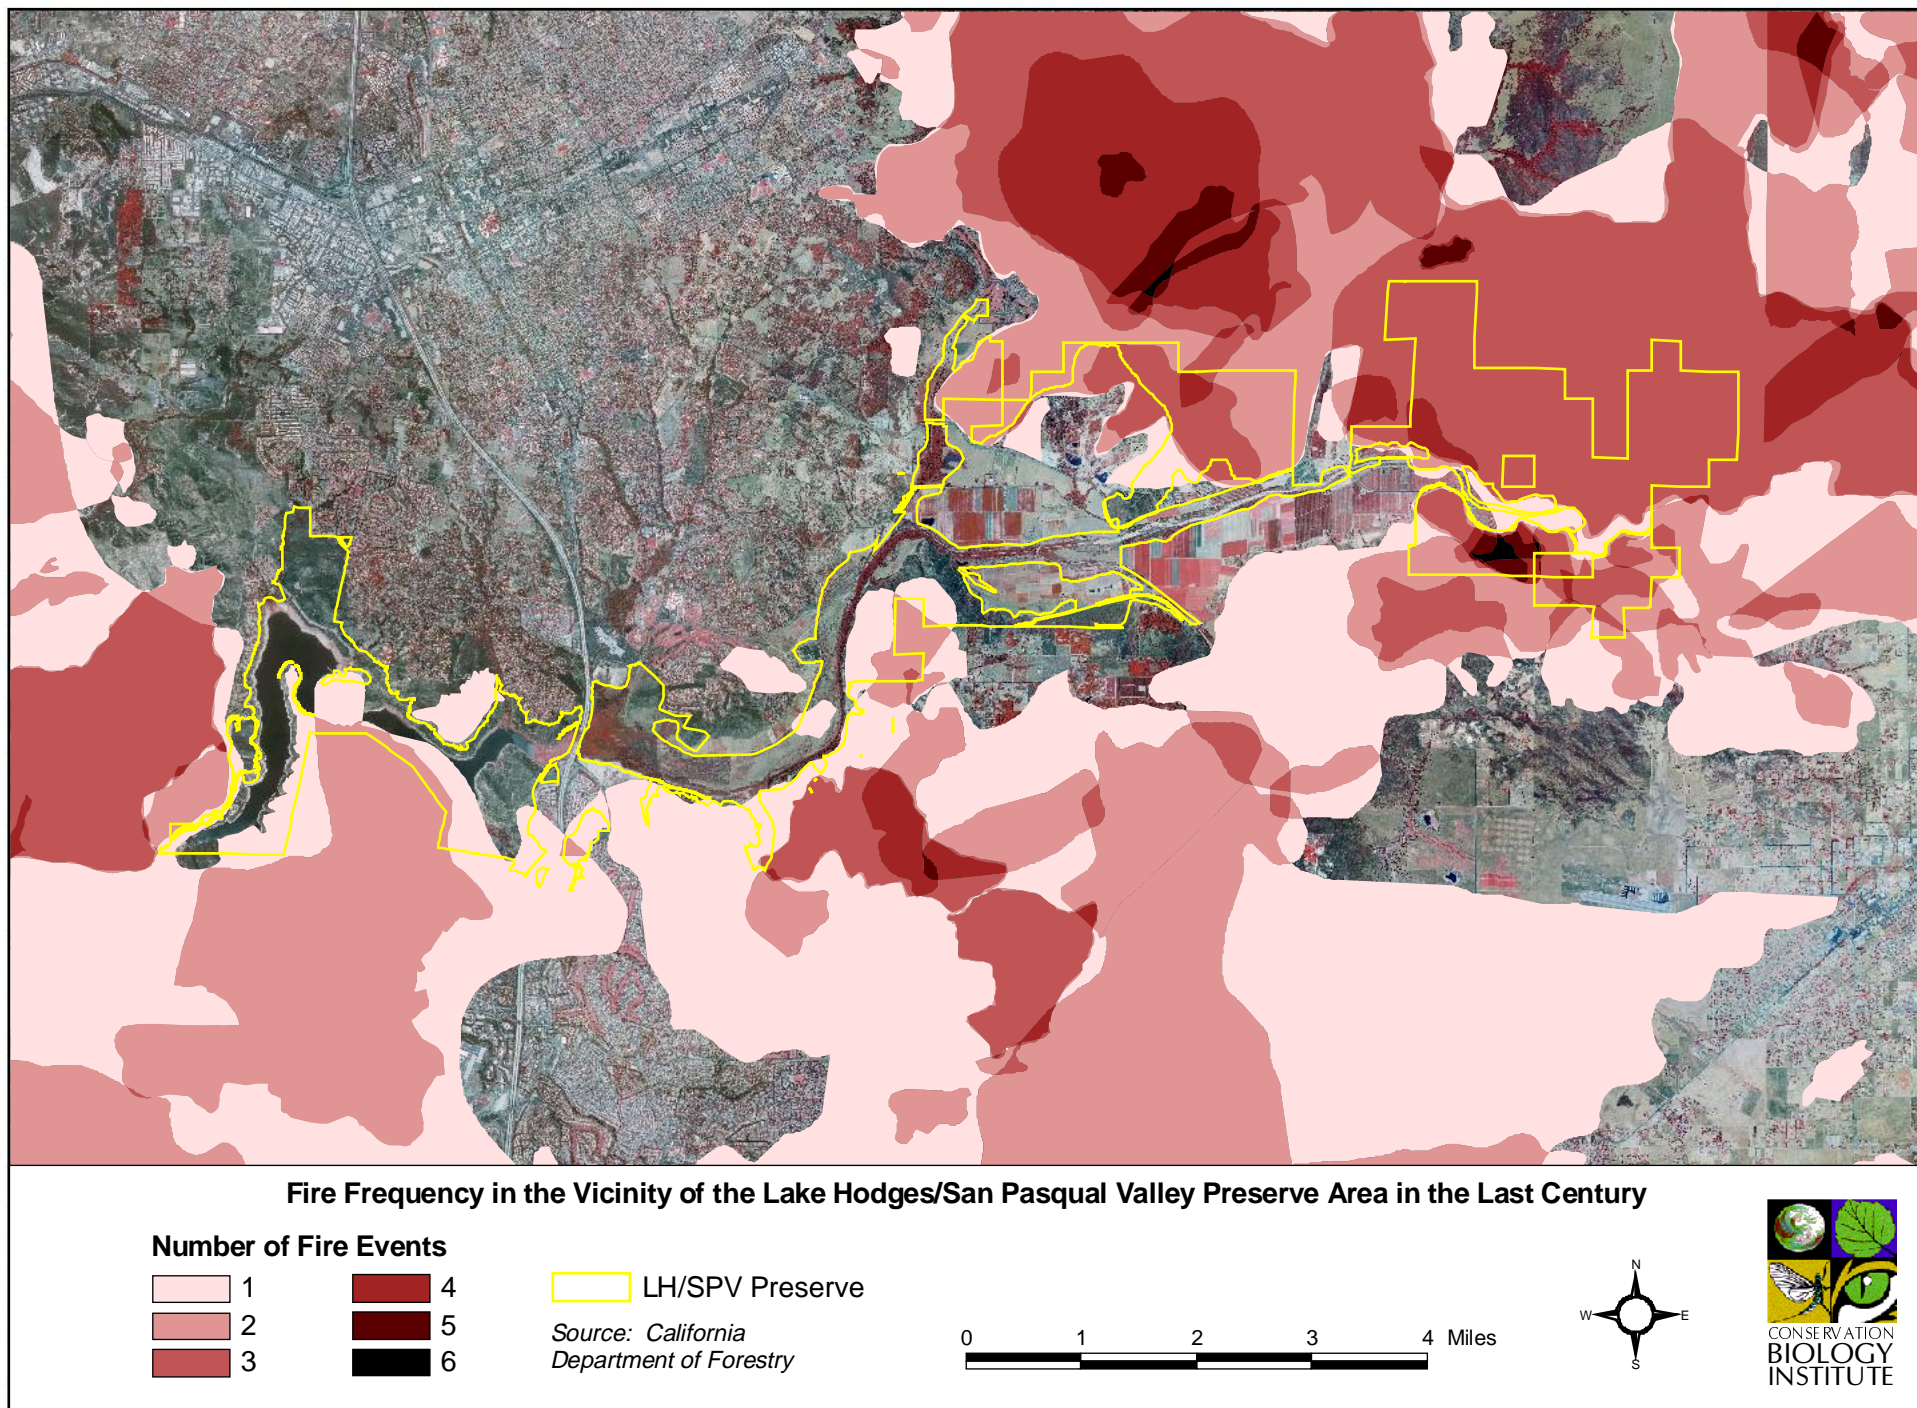 Fire Frequency in the Vicinity of the Lake Hodges/San Pasqual Valley Preserve Area in the Last Century
Number of Fire Events
1
2
3
4
5
6
LH/SPV Preserve
Source: California
Department of Forestry
0 1 2 3 4 Miles
N
W E
S
CONSERVATION
BIOLOGY
INSTITUTE